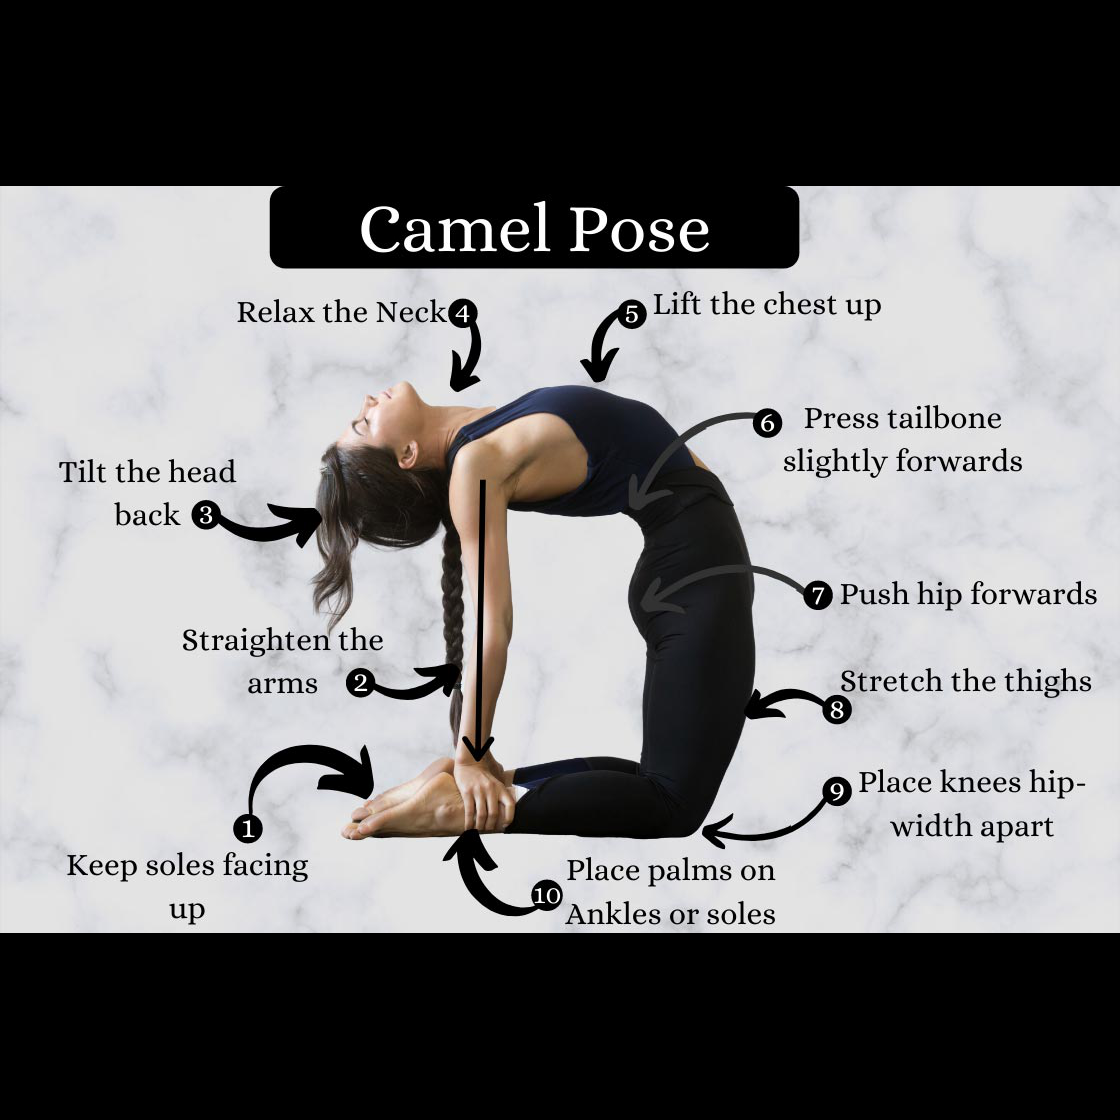 Camel Pose
Relax the Neck 4
5 Lift the chest up
6 Press tailbone
slightly forwards
Tilt the head
back 3
7 Push hip forwards
Straighten the
arms 2
Stretch the thighs
8
9 Place knees hip-
width apart
1
Keep soles facing
up
10 Place palms on
Ankles or soles